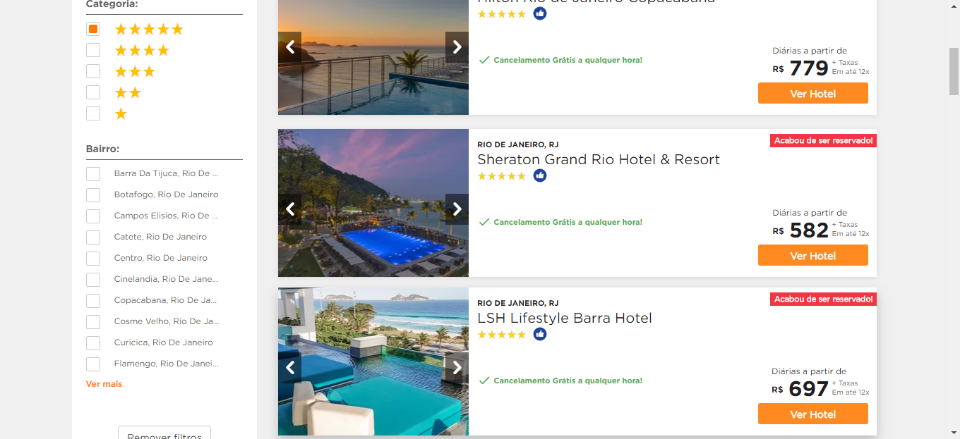 Categoria:
Bairro:
Barra Da Tijuca, Rio De ...
Botafogo, Rio De Janeiro
Campos Elísios, Rio De ...
Catete, Rio De Janeiro
Centro, Rio De Janeiro
Cinelandia, Rio De Jane...
Copacabana, Rio De Ja...
Cosme Velho, Rio De Ja...
Curicica, Rio De Janeiro
Flamengo, Rio De Janei...
Ver mais
Remover filtros
Hilton Rio de Janeiro Copacabana
Cancelamento Grátis a qualquer hora!
Diárias a partir de
R$ 779 + Taxas
Em até 12x
Ver Hotel
RIO DE JANEIRO, RJ
Acabou de ser reservado!
Sheraton Grand Rio Hotel & Resort
Cancelamento Grátis a qualquer hora!
Diárias a partir de
R$ 582 + Taxas
Em até 12x
Ver Hotel
RIO DE JANEIRO, RJ
Acabou de ser reservado!
LSH Lifestyle Barra Hotel
Cancelamento Grátis a qualquer hora!
Diárias a partir de
R$ 697 + Taxas
Em até 12x
Ver Hotel